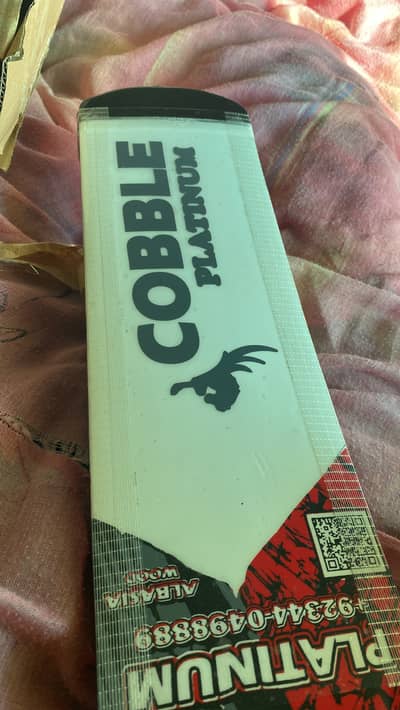 COBBLE
PLATINUM
ALBASIA
WOOD
+92344-0498889
PLATINUM